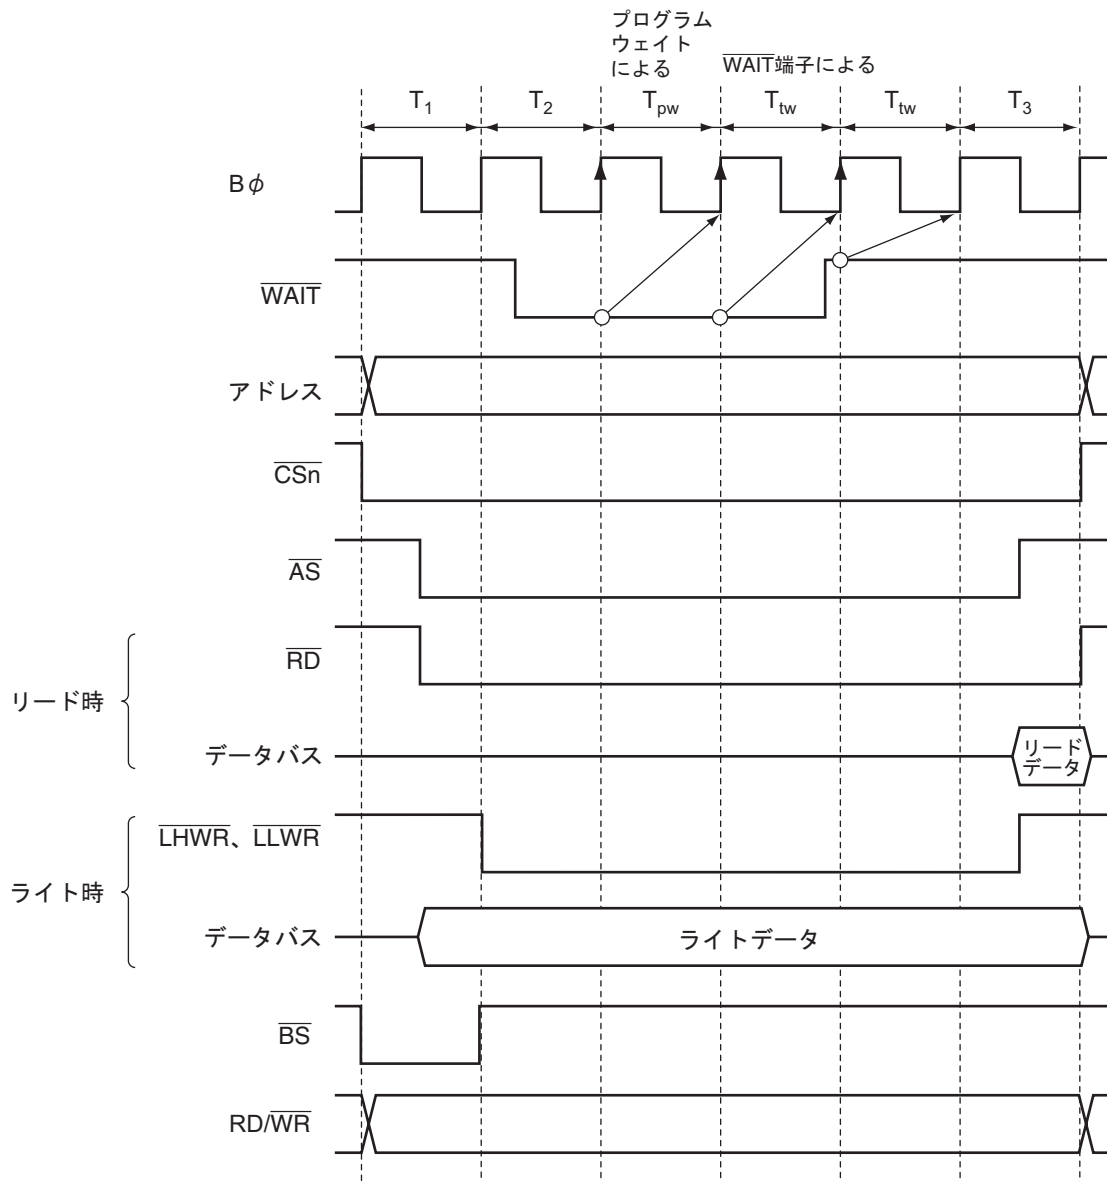 プログラム
ウェイト
による
WAIT端子による
T1
T2
Tpw
Ttw
Ttw
T3
Bφ
WAIT
アドレス
CSn
AS
リード時
RD
データバス
リード
データ
ライト時
LHWR、LLWR
データバス
ライトデータ
BS
RD/WR